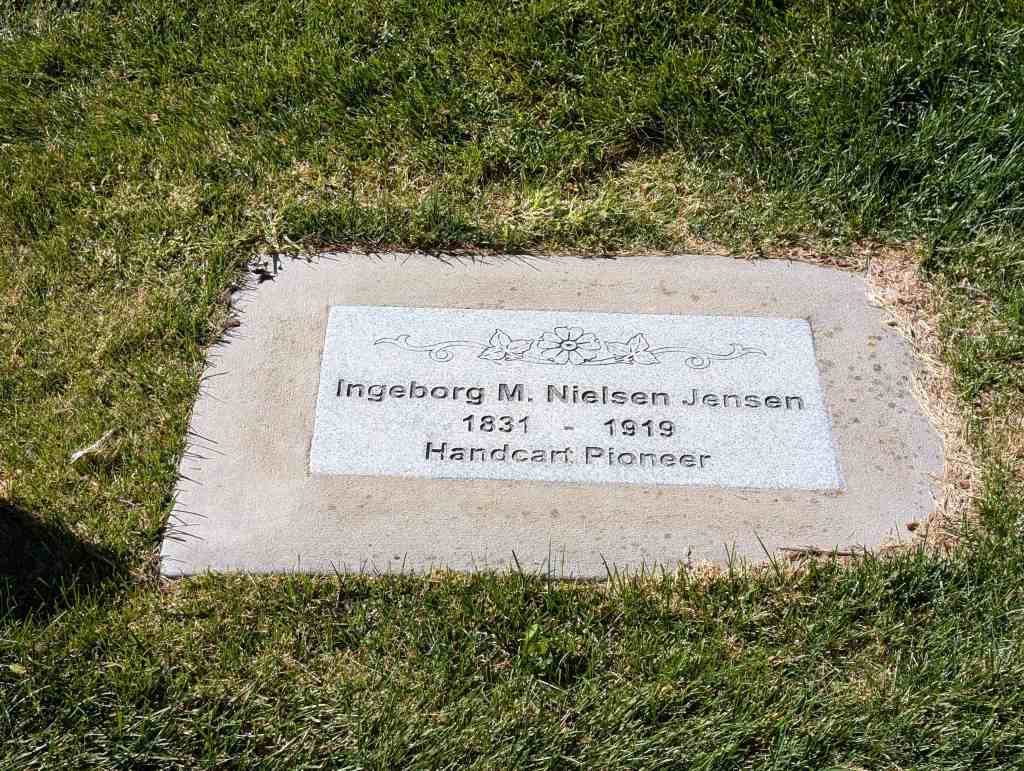 Ingeborg M. Nielsen Jensen
1831 - 1919
Handcart Pioneer